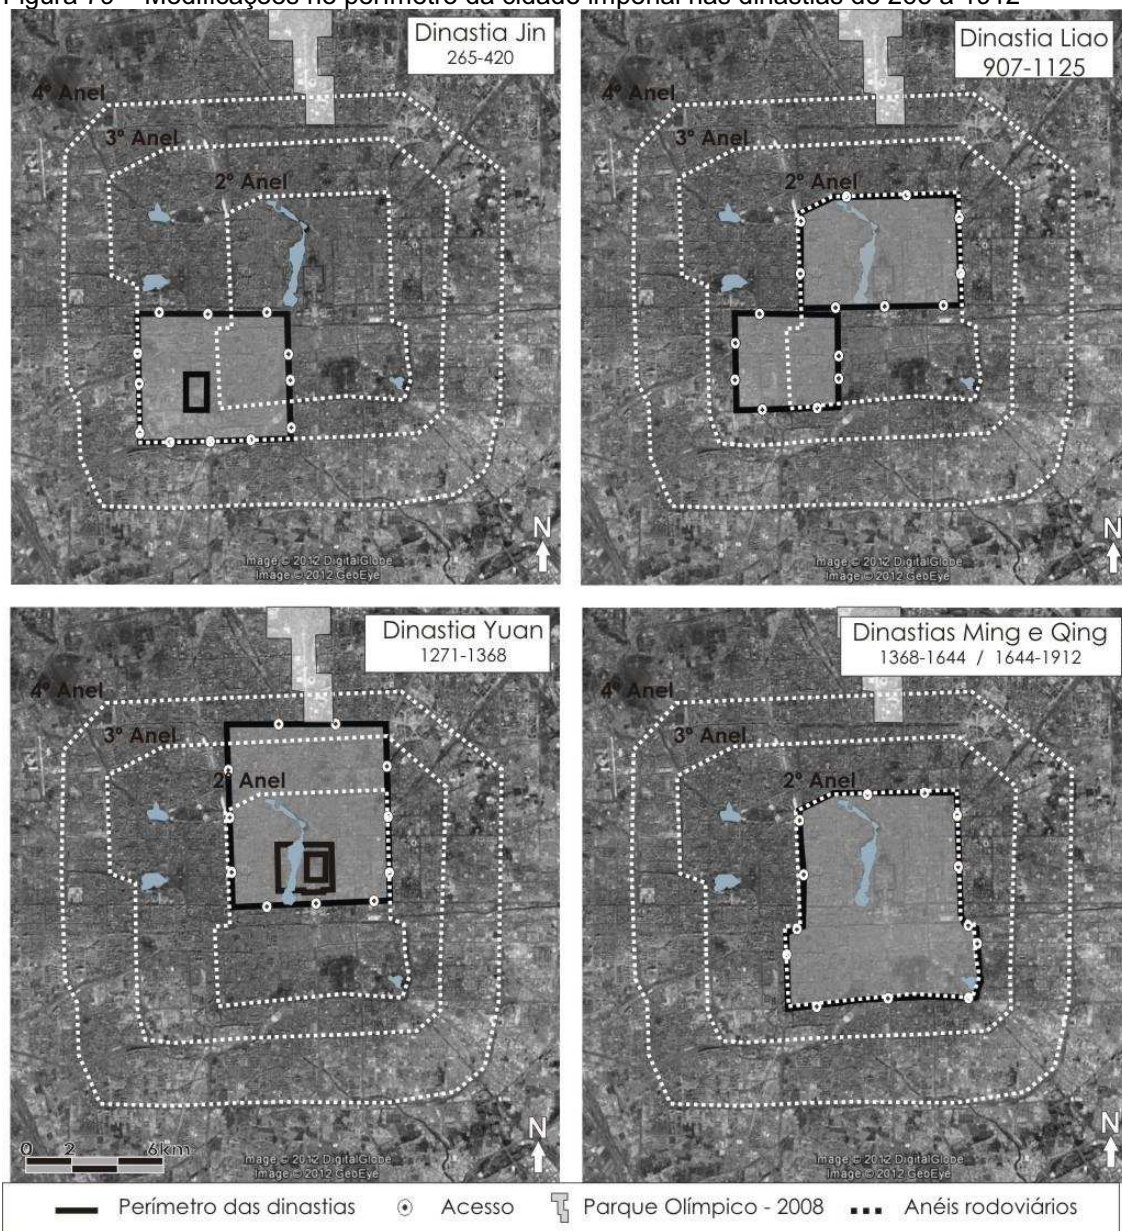 Figura 79 – Modificações no perímetro da cidade imperial nas dinastias de 265 a 1912
Dinastia Jin
265-420
4º Anel
3º Anel
2º Anel
N
Image © 2012 DigitalGlobe
Image © 2012 GeoEye
Dinastia Liao
907-1125
4º Anel
3º Anel
2º Anel
N
Image © 2012 DigitalGlobe
Image © 2012 GeoEye
Dinastia Yuan
1271-1368
4º Anel
3º Anel
2º Anel
N
0 2 6km
Image © 2012 DigitalGlobe
Image © 2012 GeoEye
Dinastias Ming e Qing
1368-1644 / 1644-1912
4º Anel
3º Anel
2º Anel
N
Image © 2012 DigitalGlobe
Image © 2012 GeoEye
Perímetro das dinastias
Acesso
Parque Olímpico - 2008
Anéis rodoviários